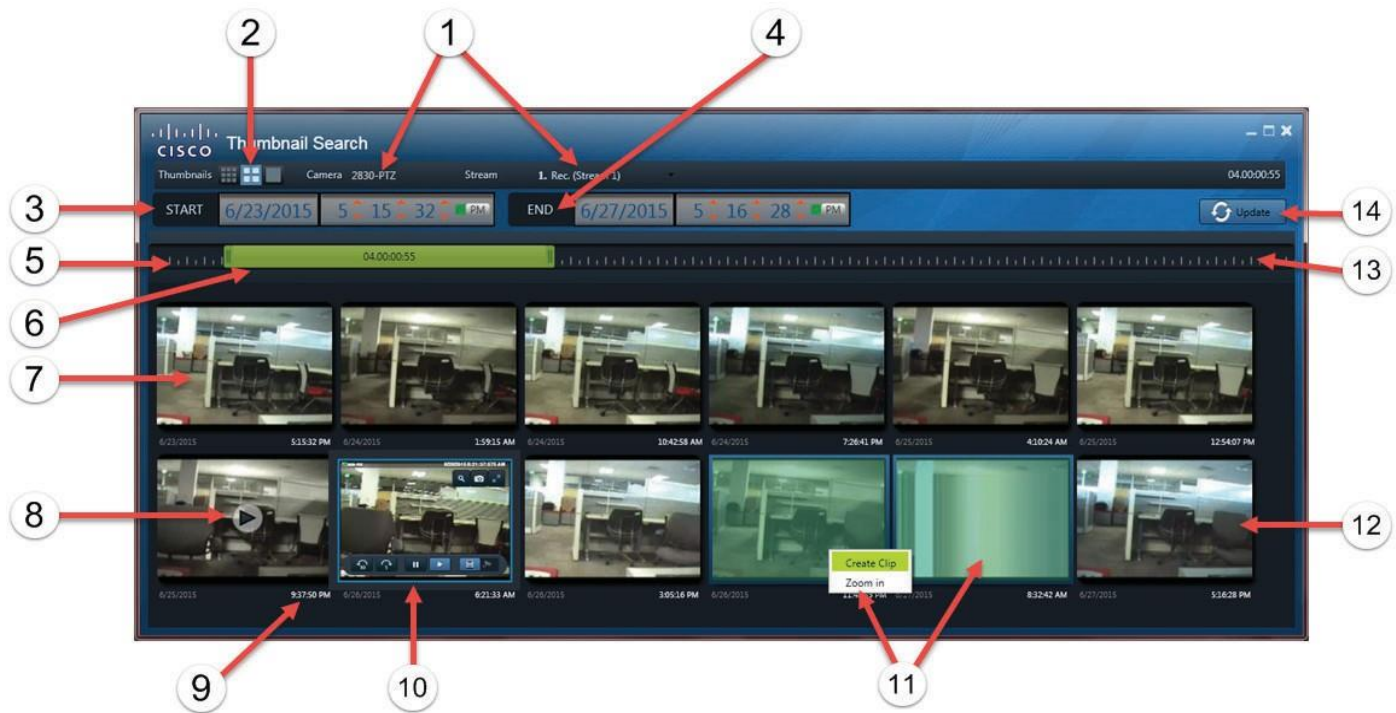 2
1
4
CISCO
Thumbnail Search
Thumbnails
Camera 2830-PTZ
Stream
1. Rec. (Stream 1)
04.00:00:55
3
START 6/23/2015 5 15 32 PM
END 6/27/2015 5 16 28 PM
Update
14
5
04.00:00:55
13
6
7
6/23/2015 5:15:32 PM
6/24/2015 1:59:15 AM
6/24/2015 10:42:58 AM
6/24/2015 7:26:41 PM
6/25/2015 4:10:24 AM
6/25/2015 12:54:07 PM
8
12
Create Clip
Zoom in
6/25/2015 9:37:50 PM
6/26/2015 6:21:33 AM
6/26/2015 3:05:16 PM
6/26/2015
8:32:42 AM
6/27/2015 5:16:28 PM
9
10
11